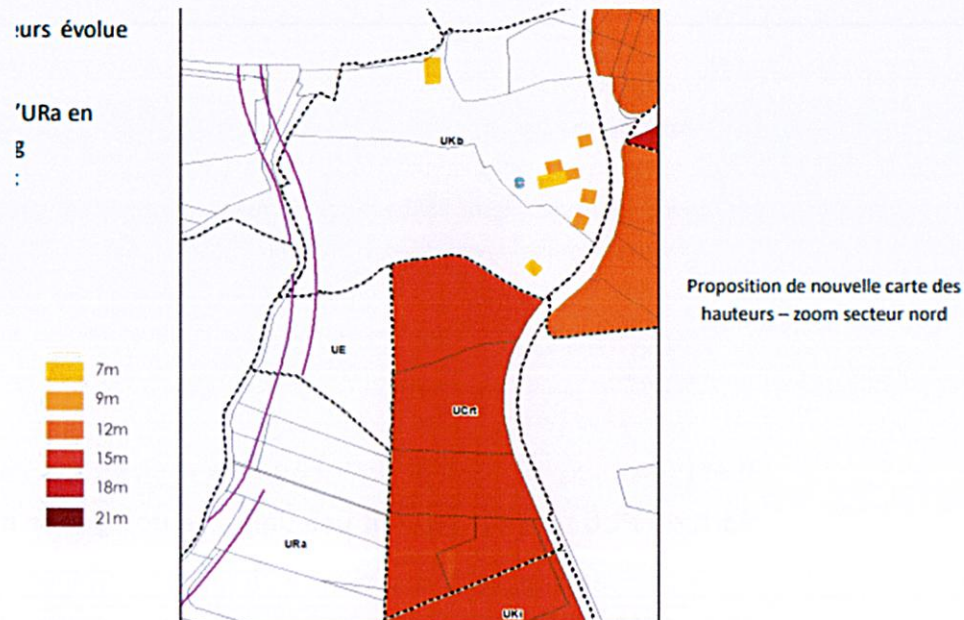 eurs évolue
'URa en
g
:
UKb
UE
UCrt
URa
UKi
7m
9m
12m
15m
18m
21m
Proposition de nouvelle carte des
hauteurs – zoom secteur nord